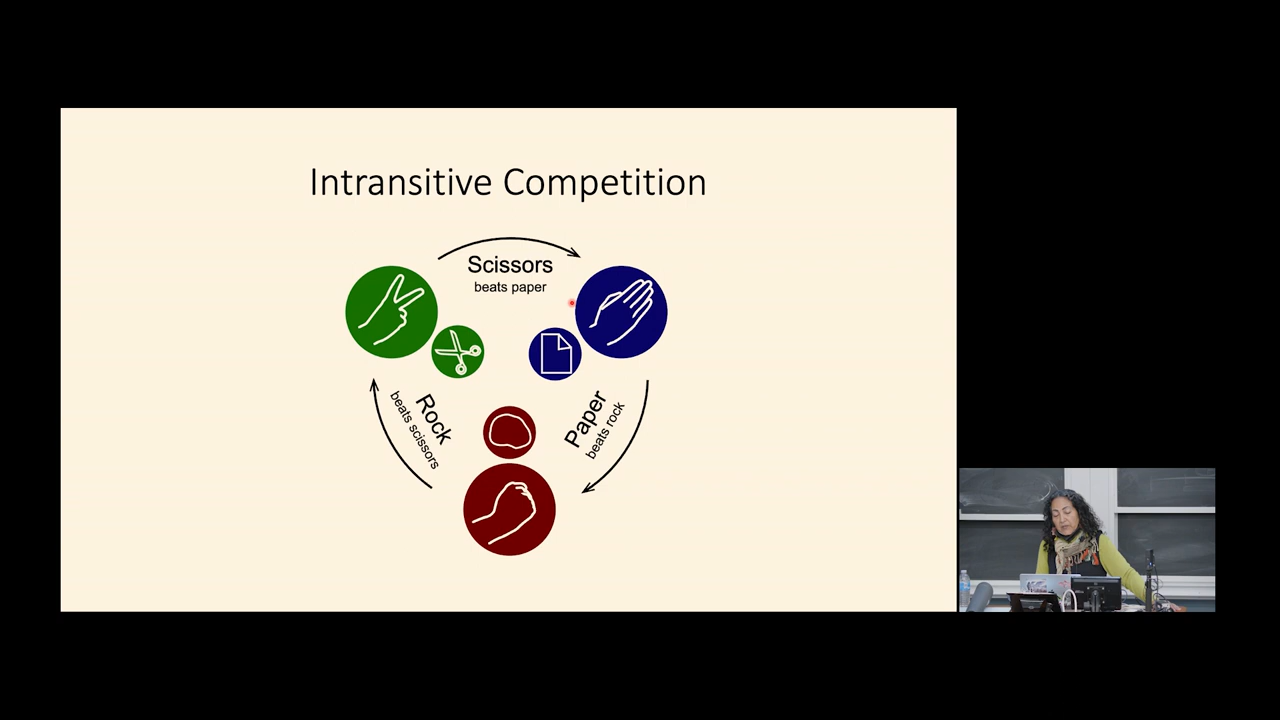 Intransitive Competition
Scissors
beats paper
Rock
beats scissors
Paper
beats rock